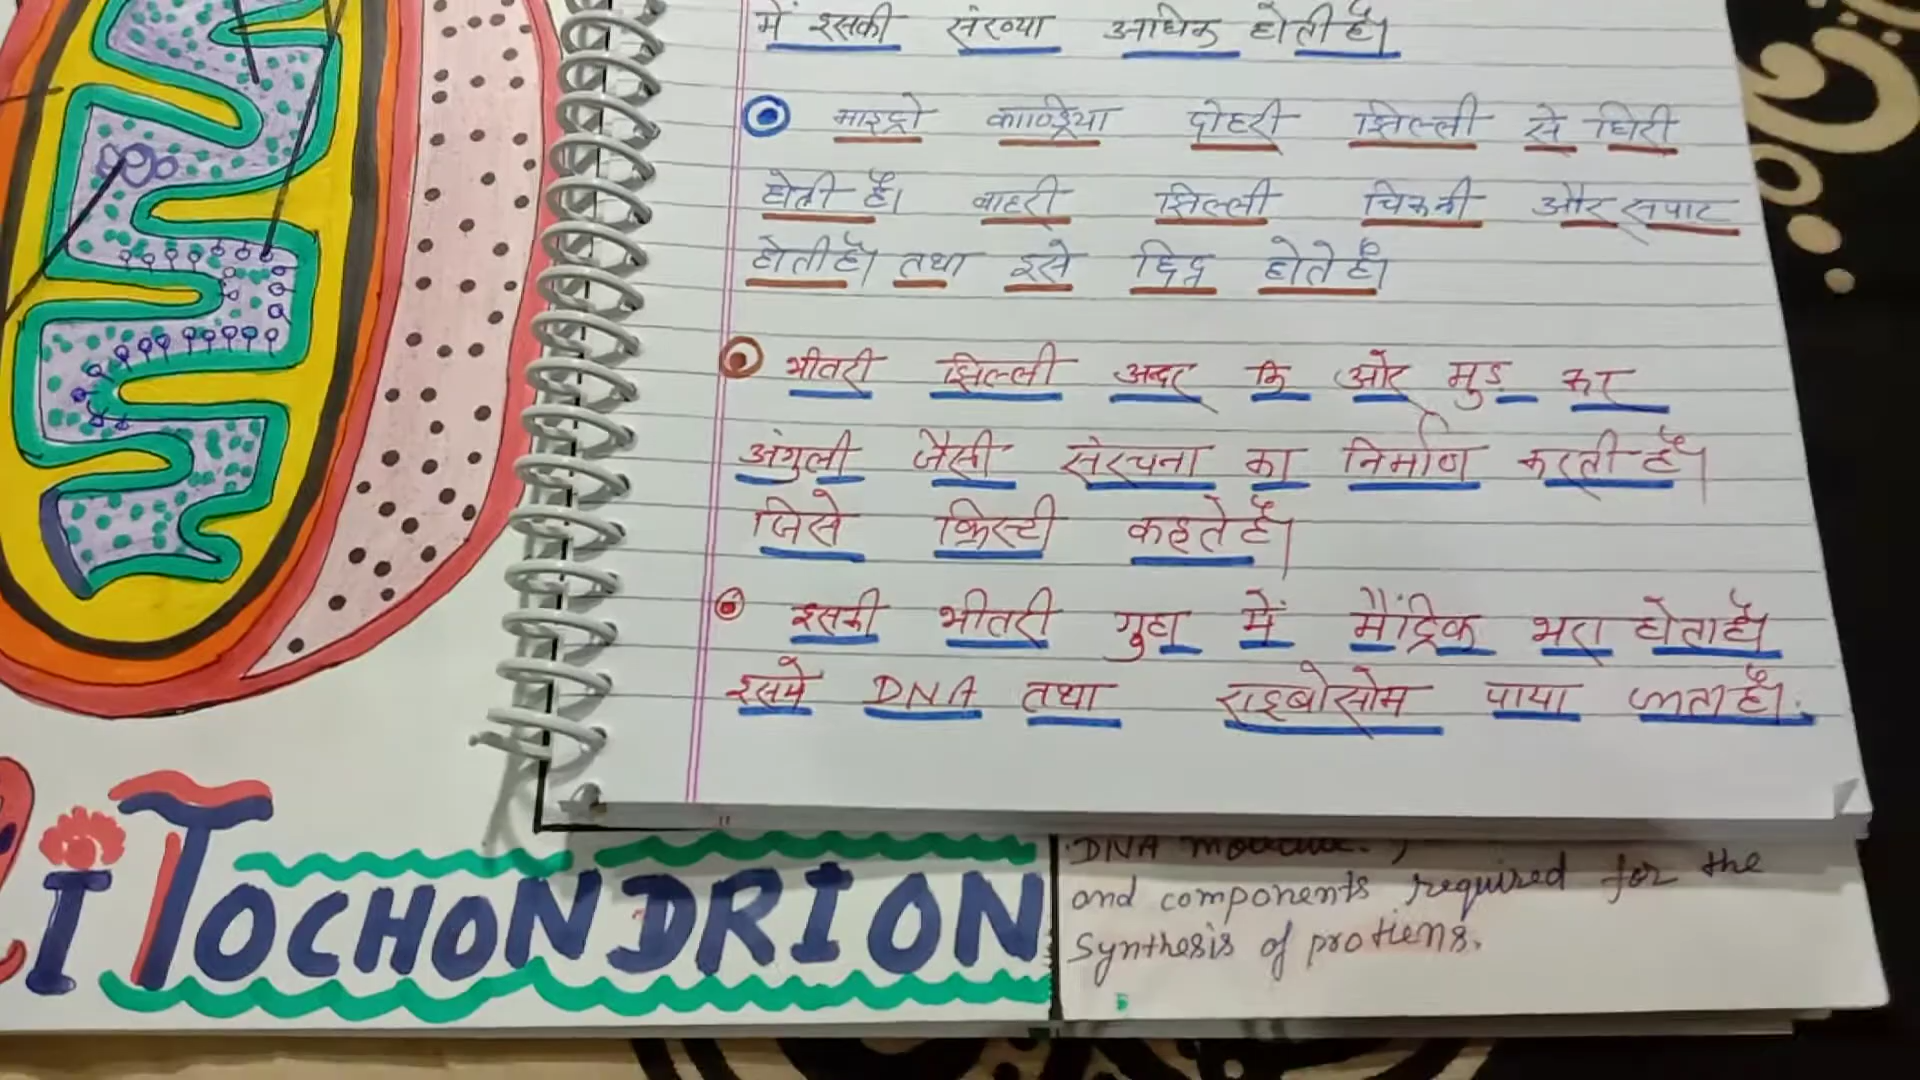 में इसकी संख्या अधिक होती है।
माइट्रो काण्ड्रिया दोहरी झिल्ली से घिरी
होती है। बाहरी झिल्ली चिकनी और सपाट
होती है। तथा इसे छिद्र होते है।
भीतरी झिल्ली अन्दर कि ओर मुड़ कर
अंगुली जैसी संरचना का निर्माण करती है।
जिसे क्रिस्टी कहते है।
इसकी भीतरी गुहा में मैंट्रिक भरा होता है।
इसमे DNA तथा राइबोसोम पाया जाता है।
iTOCHONDRION
DNA
and components required for the
synthesis of protiens.